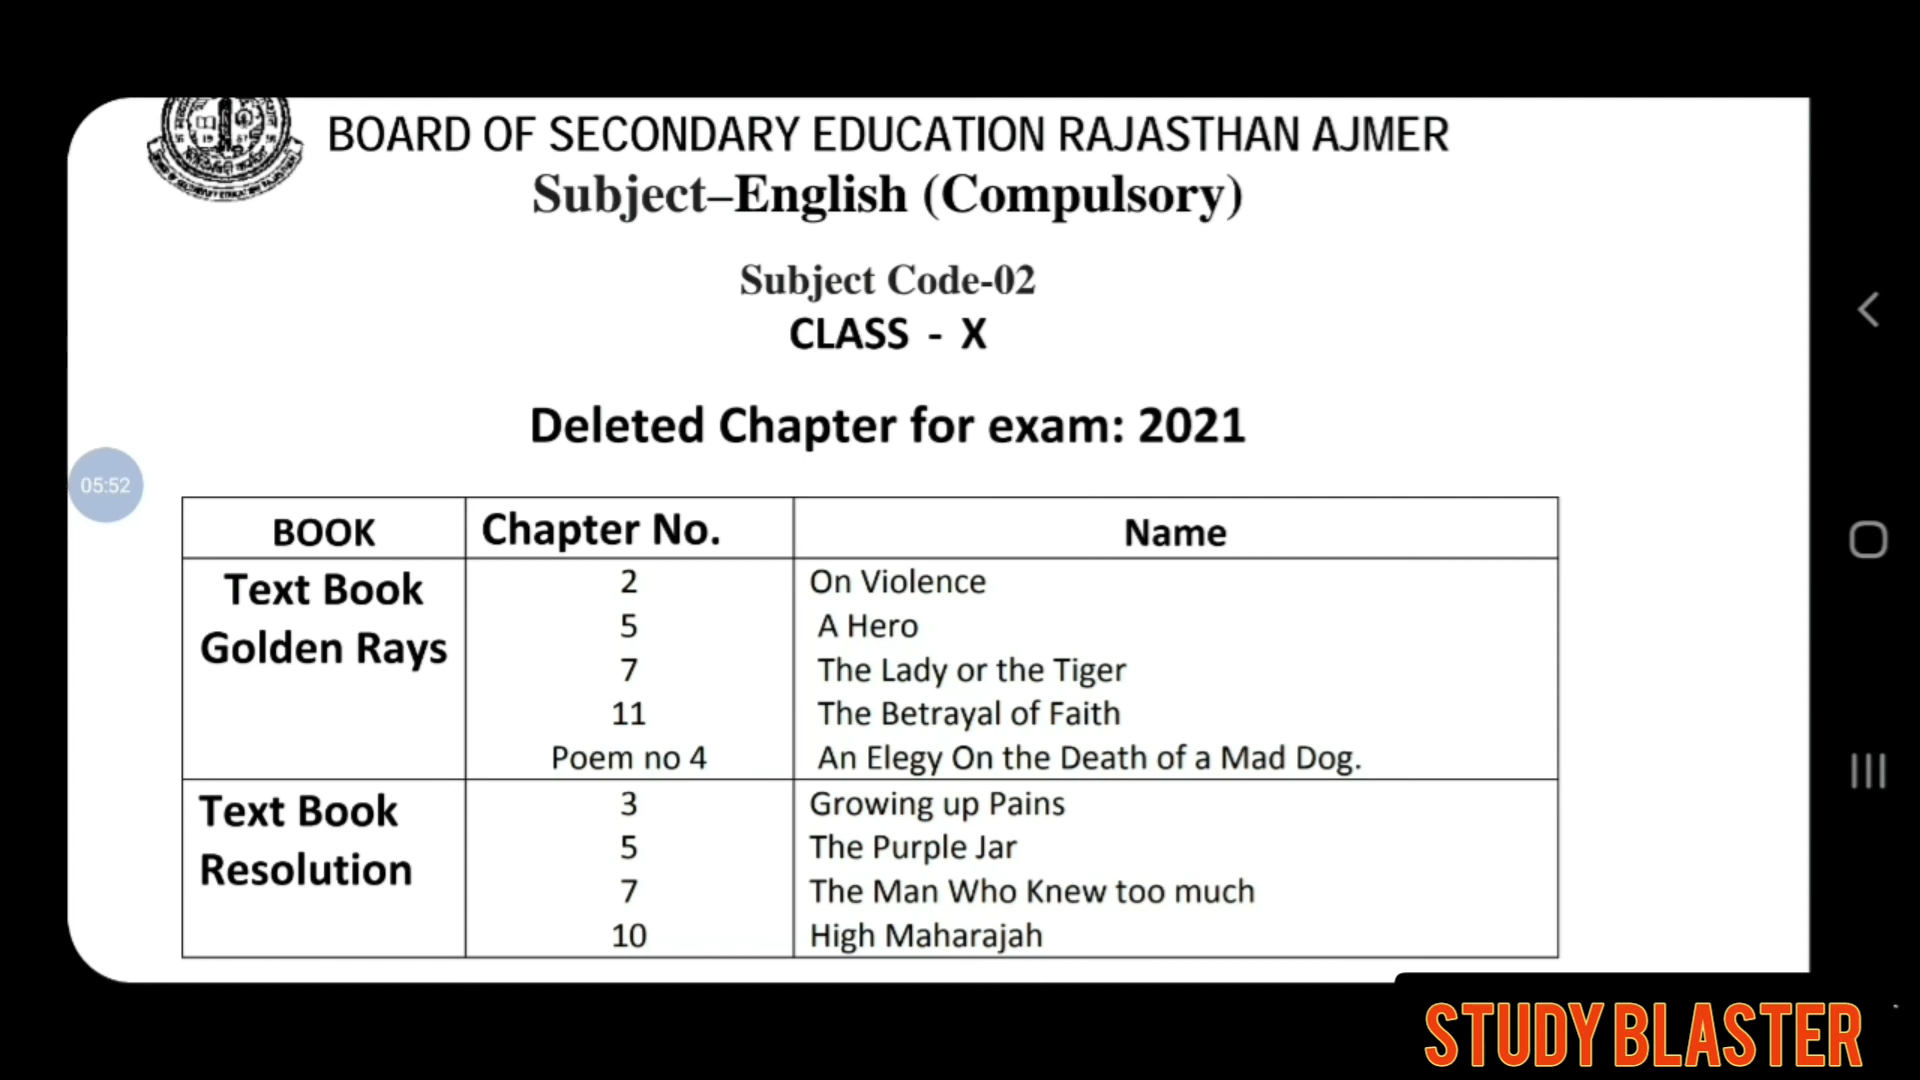 BOARD OF SECONDARY EDUCATION RAJASTHAN AJMER
Subject–English (Compulsory)
Subject Code-02
CLASS - X
Deleted Chapter for exam: 2021
05:52
BOOK Chapter No. Name
Text Book Golden Rays
2 On Violence
5 A Hero
7 The Lady or the Tiger
11 The Betrayal of Faith
Poem no 4 An Elegy On the Death of a Mad Dog.
Text Book Resolution
3 Growing up Pains
5 The Purple Jar
7 The Man Who Knew too much
10 High Maharajah
STUDY BLASTER